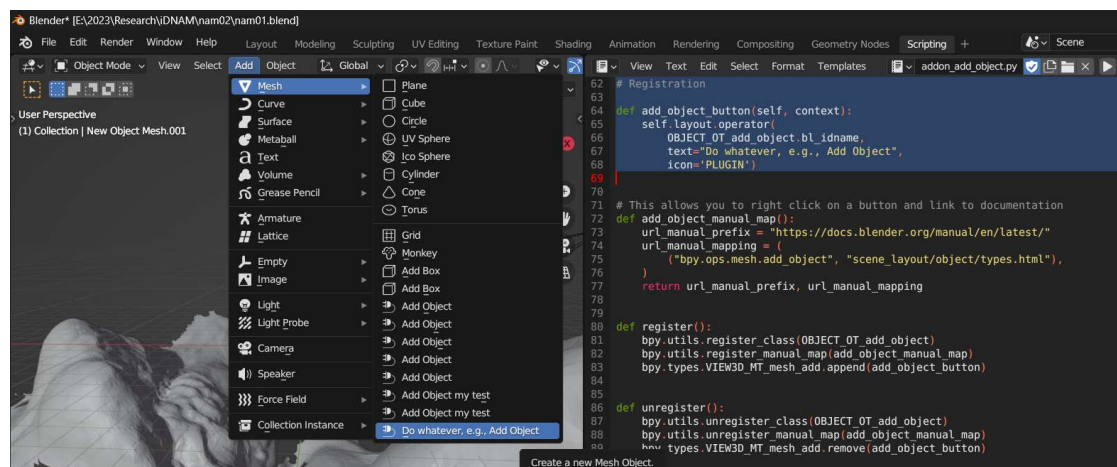 Blender* [E:\2023\Research\iDNAM\nam02\nam01.blend]
File Edit Render Window Help Layout Modeling Sculpting UV Editing Texture Paint Shading Animation Rendering Compositing Geometry Nodes Scripting + Scene
Object Mode View Select Add Object Global View Text Edit Select Format Templates addon_add_object.py
User Perspective
(1) Collection | New Object Mesh.001
Mesh
Curve
Surface
Metaball
Text
Volume
Grease Pencil
Armature
Lattice
Empty
Image
Light
Light Probe
Camera
Speaker
Force Field
Collection Instance
Plane
Cube
Circle
UV Sphere
Ico Sphere
Cylinder
Cone
Torus
Grid
Monkey
Add Box
Add Box
Add Object
Add Object
Add Object
Add Object
Add Object
Add Object my test
Add Object my test
Do whatever, e.g., Add Object
Create a new Mesh Object.
62 # Registration
63
64 def add_object_button(self, context):
65     self.layout.operator(
66         OBJECT_OT_add_object.bl_idname,
67         text="Do whatever, e.g., Add Object",
68         icon='PLUGIN')
69
70
71 # This allows you to right click on a button and link to documentation
72 def add_object_manual_map():
73     url_manual_prefix = "https://docs.blender.org/manual/en/latest/"
74     url_manual_mapping = (
75         ("bpy.ops.mesh.add_object", "scene_layout/object/types.html"),
76     )
77     return url_manual_prefix, url_manual_mapping
78
79
80 def register():
81     bpy.utils.register_class(OBJECT_OT_add_object)
82     bpy.utils.register_manual_map(add_object_manual_map)
83     bpy.types.VIEW3D_MT_mesh_add.append(add_object_button)
84
85
86 def unregister():
87     bpy.utils.unregister_class(OBJECT_OT_add_object)
88     bpy.utils.unregister_manual_map(add_object_manual_map)
89     bpy.types.VIEW3D_MT_mesh_add.remove(add_object_button)